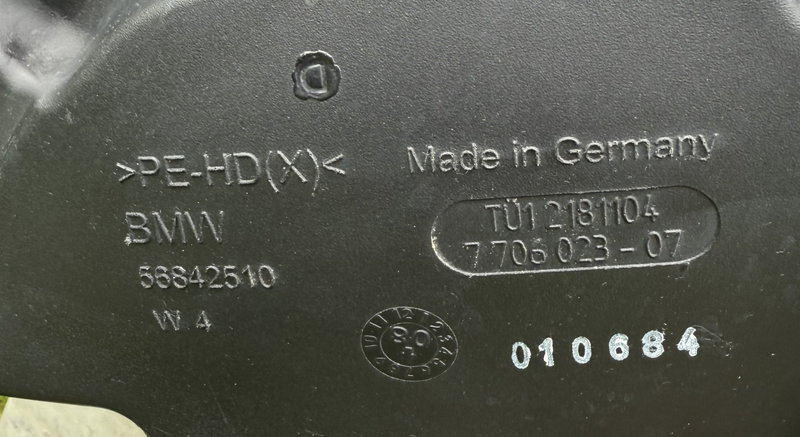 D
>PE-HD(X)<
BMW
56842510
W 4
Made in Germany
TÜ1 2181104
7 706 023 - 07
010684